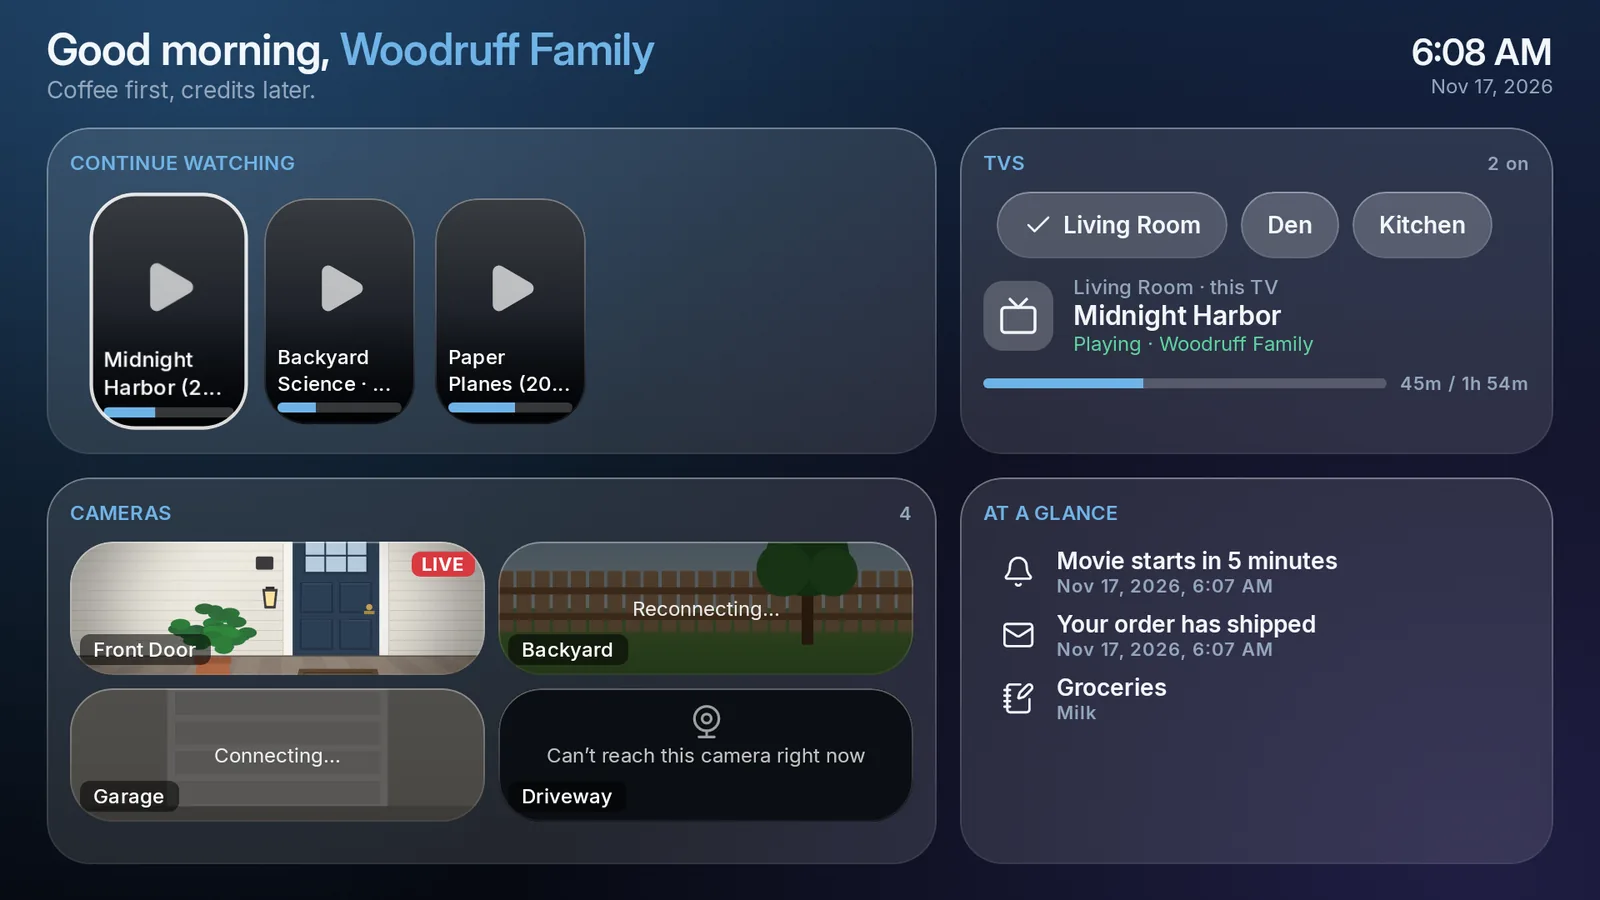 Good morning, Woodruff Family
Coffee first, credits later.
6:08 AM
Nov 17, 2026
CONTINUE WATCHING
Midnight
Harbor (2...
Backyard
Science · ...
Paper
Planes (20...
TVS
2 on
Living Room
Den
Kitchen
Living Room · this TV
Midnight Harbor
Playing · Woodruff Family
45m / 1h 54m
CAMERAS
4
LIVE
Front Door
Reconnecting...
Backyard
Connecting...
Garage
Can’t reach this camera right now
Driveway
AT A GLANCE
Movie starts in 5 minutes
Nov 17, 2026, 6:07 AM
Your order has shipped
Nov 17, 2026, 6:07 AM
Groceries
Milk